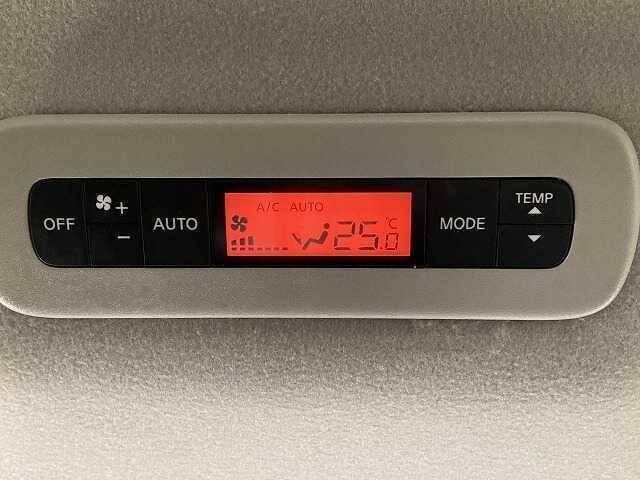 OFF
+
−
AUTO
A/C AUTO
25.0 ℃
MODE
TEMP